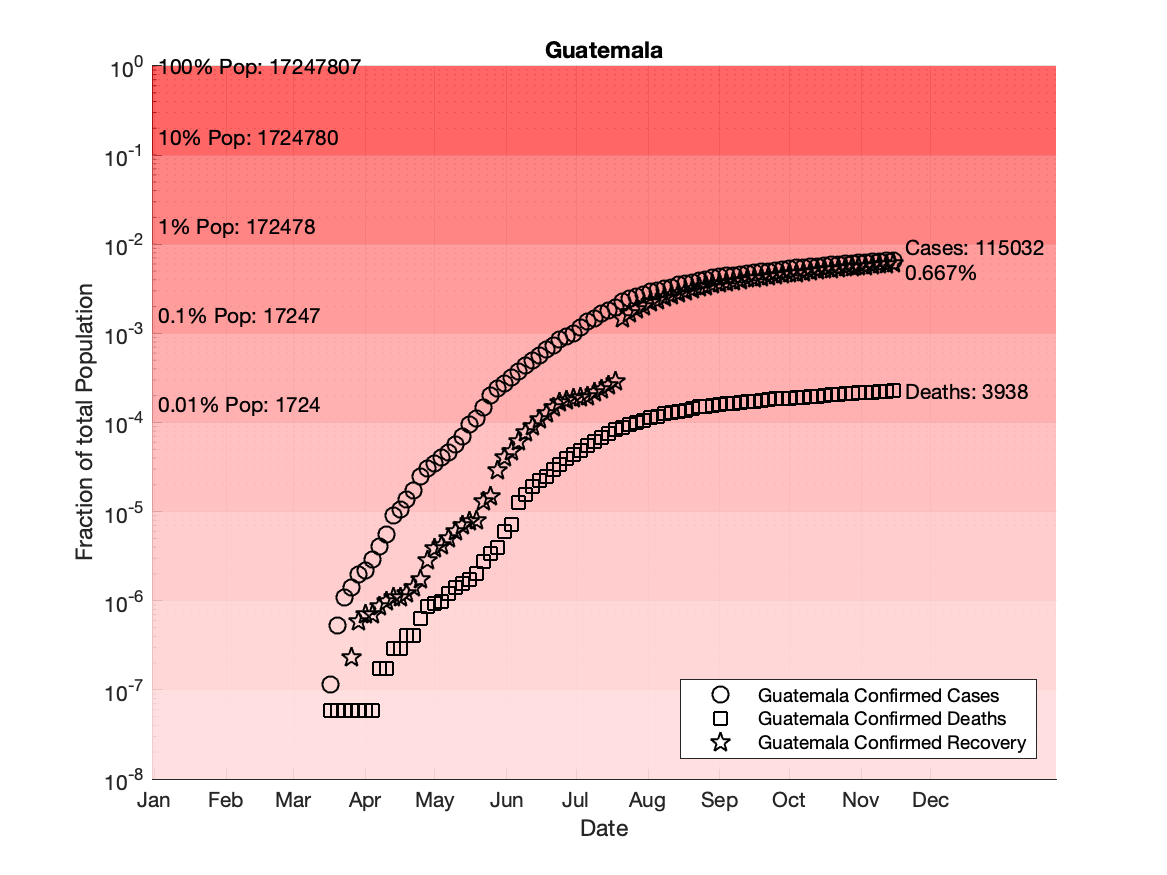 Guatemala
10^0
100% Pop: 17247807
10% Pop: 1724780
10^-1
1% Pop: 172478
10^-2
Cases: 115032
0.667%
0.1% Pop: 17247
10^-3
Deaths: 3938
0.01% Pop: 1724
10^-4
10^-5
10^-6
10^-7
10^-8
Fraction of total Population
Guatemala Confirmed Cases
Guatemala Confirmed Deaths
Guatemala Confirmed Recovery
Jan Feb Mar Apr May Jun Jul Aug Sep Oct Nov Dec
Date